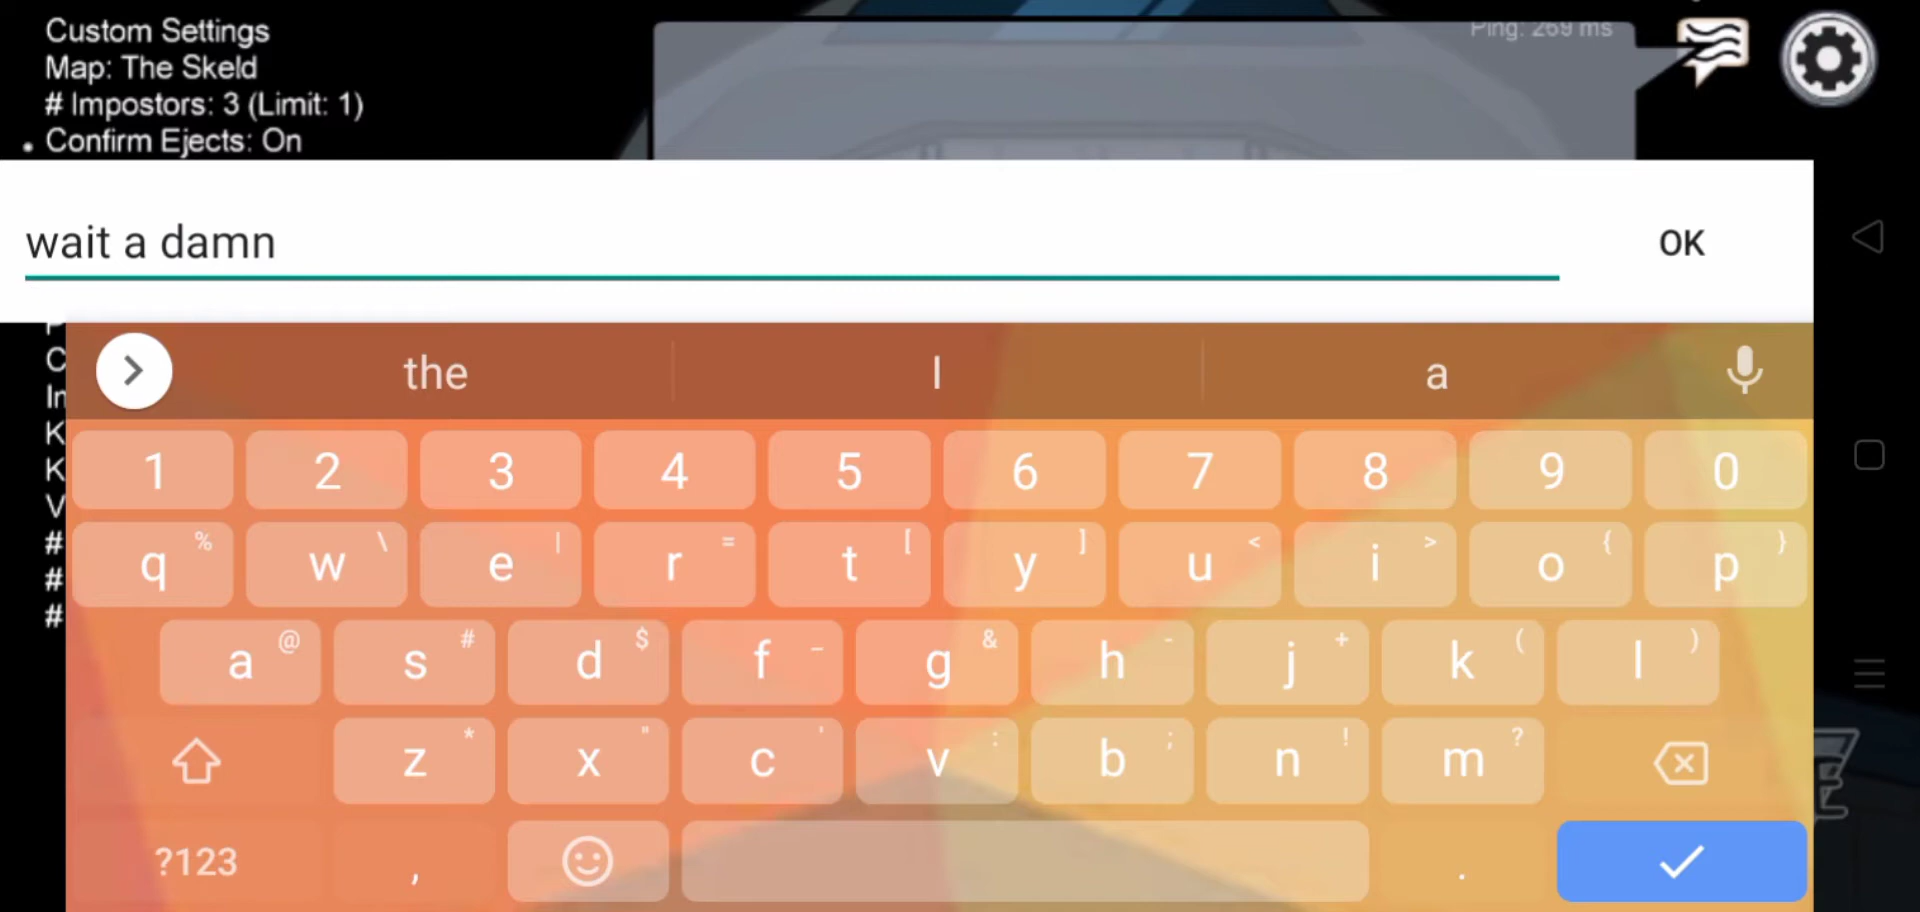 Custom Settings
Map: The Skeld
# Impostors: 3 (Limit: 1)
Confirm Ejects: On
Ping: 269 ms
wait a damn
OK
P
C
In
K
K
V
#
#
#
the I a
1 2 3 4 5 6 7 8 9 0
q % w \ e | r = t [ y ] u < i > o { p }
a @ s # d $ f _ g & h - j + k ( l )
z * x " c ' v : b ; n ! m ?
?123 , .